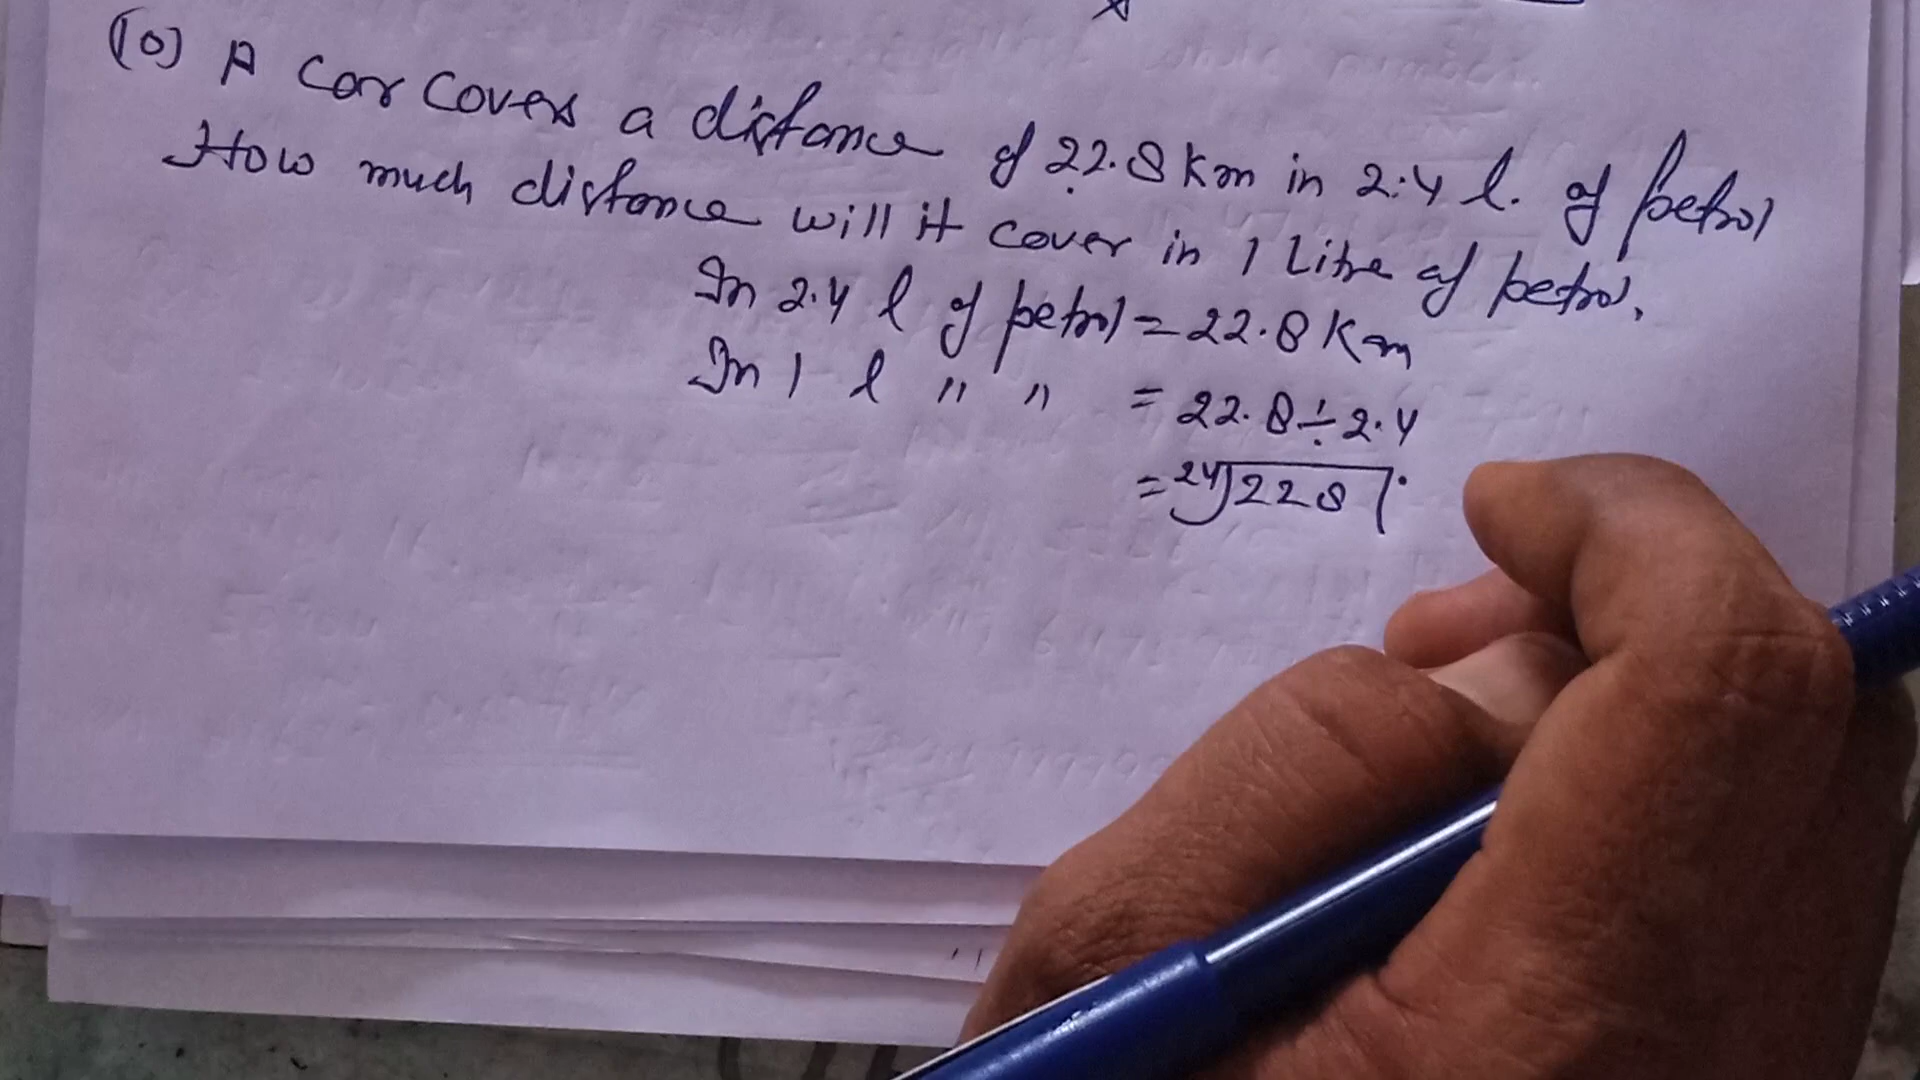 (10) A Car Covers a distance of 22.8 Km in 2.4 l. of petrol
How much distance will it cover in 1 Litre of petrol.
In 2.4 l of petrol = 22.8 Km
In 1 l " " = 22.8 ÷ 2.4
= 24)228(.